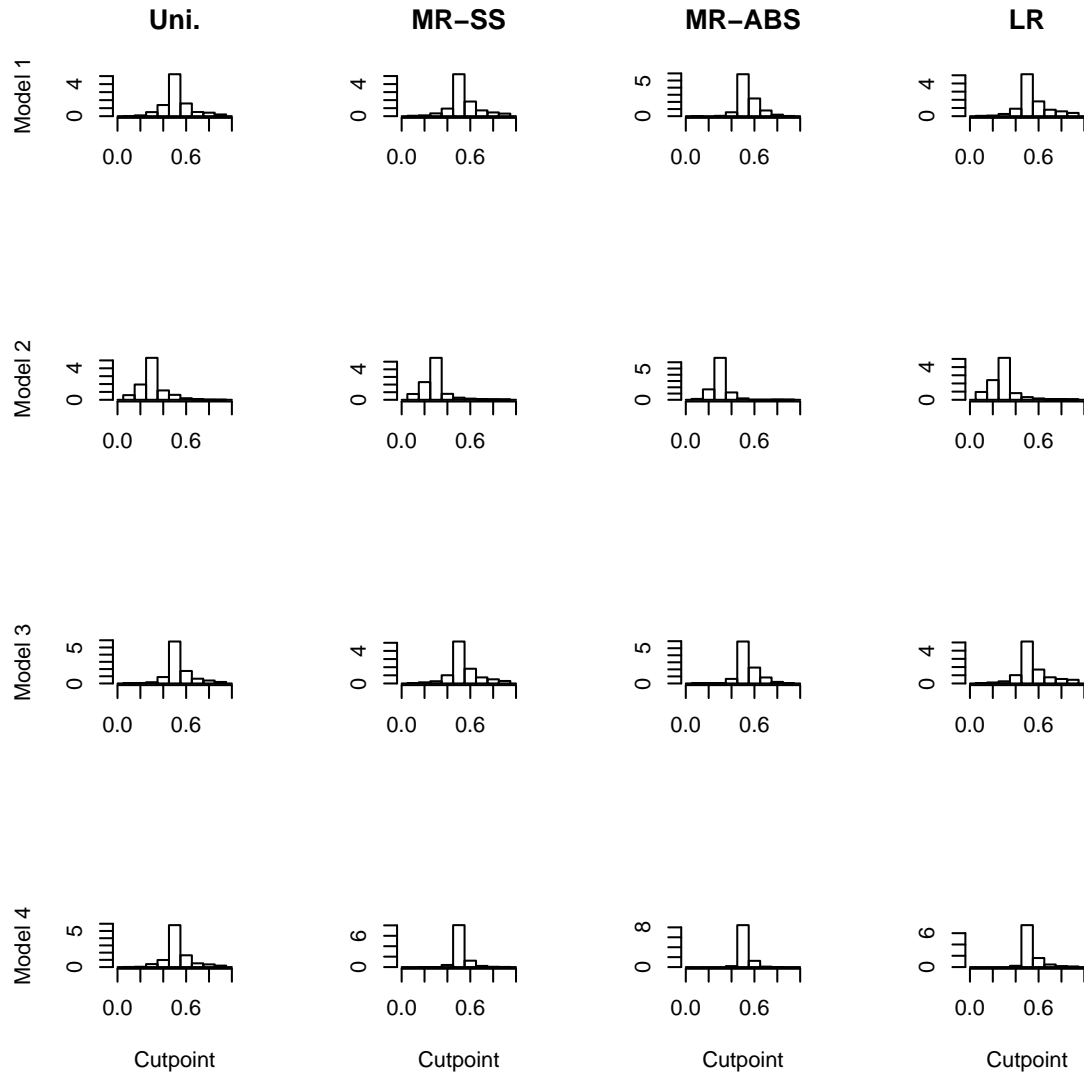 Uni. MR−SS MR−ABS LR
Model 1
0 4 0 4 0 5 0 4
0.0 0.6 0.0 0.6 0.0 0.6 0.0 0.6
Model 2
0 4 0 4 0 5 0 4
0.0 0.6 0.0 0.6 0.0 0.6 0.0 0.6
Model 3
0 5 0 4 0 5 0 4
0.0 0.6 0.0 0.6 0.0 0.6 0.0 0.6
Model 4
0 5 0 6 0 8 0 6
0.0 0.6 0.0 0.6 0.0 0.6 0.0 0.6
Cutpoint Cutpoint Cutpoint Cutpoint